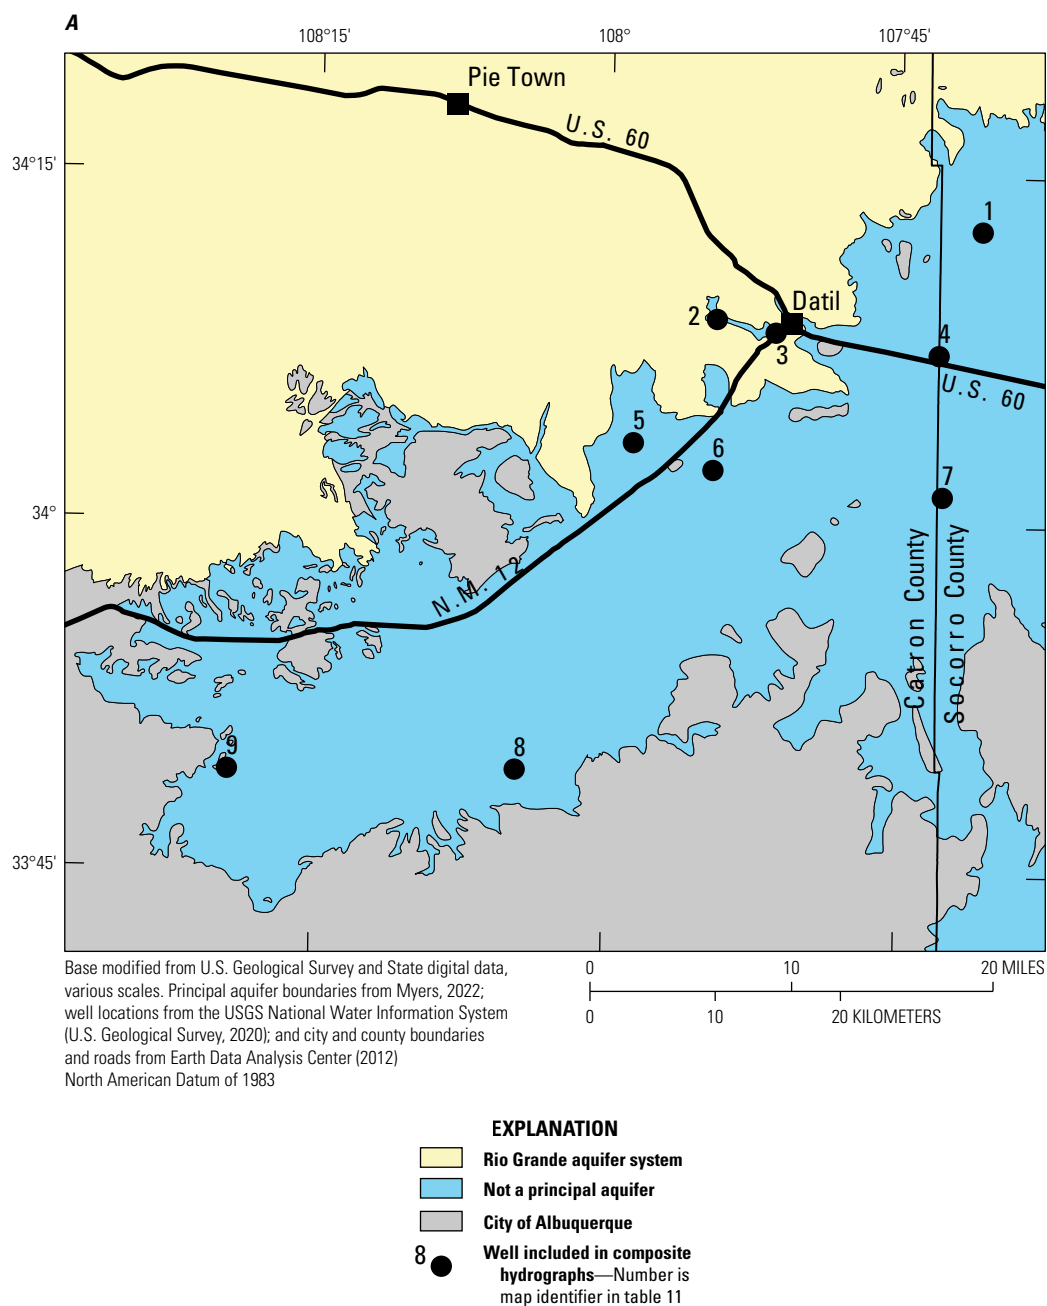 A
108°15'
108°
107°45'
Pie Town
U.S. 60
34°15'
1
Datil
2
3
4
U.S. 60
5
6
7
34°
N.M. 12
Catron County
Socorro County
9
8
33°45'
Base modified from U.S. Geological Survey and State digital data,
various scales. Principal aquifer boundaries from Myers, 2022;
well locations from the USGS National Water Information System
(U.S. Geological Survey, 2020); and city and county boundaries
and roads from Earth Data Analysis Center (2012)
North American Datum of 1983
0 10 20 MILES
0 10 20 KILOMETERS
EXPLANATION
Rio Grande aquifer system
Not a principal aquifer
City of Albuquerque
8 Well included in composite
hydrographs—Number is
map identifier in table 11